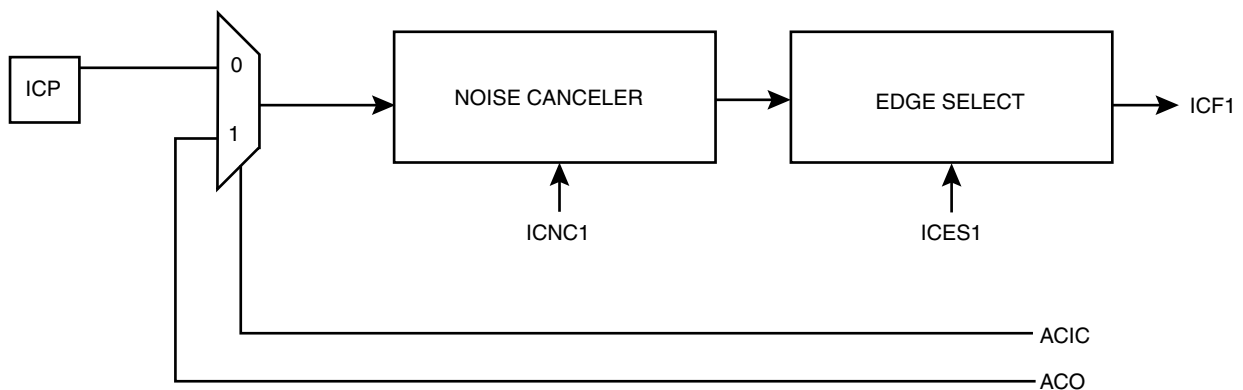 ICP
0
1
NOISE CANCELER
EDGE SELECT
ICF1
ICNC1
ICES1
ACIC
ACO